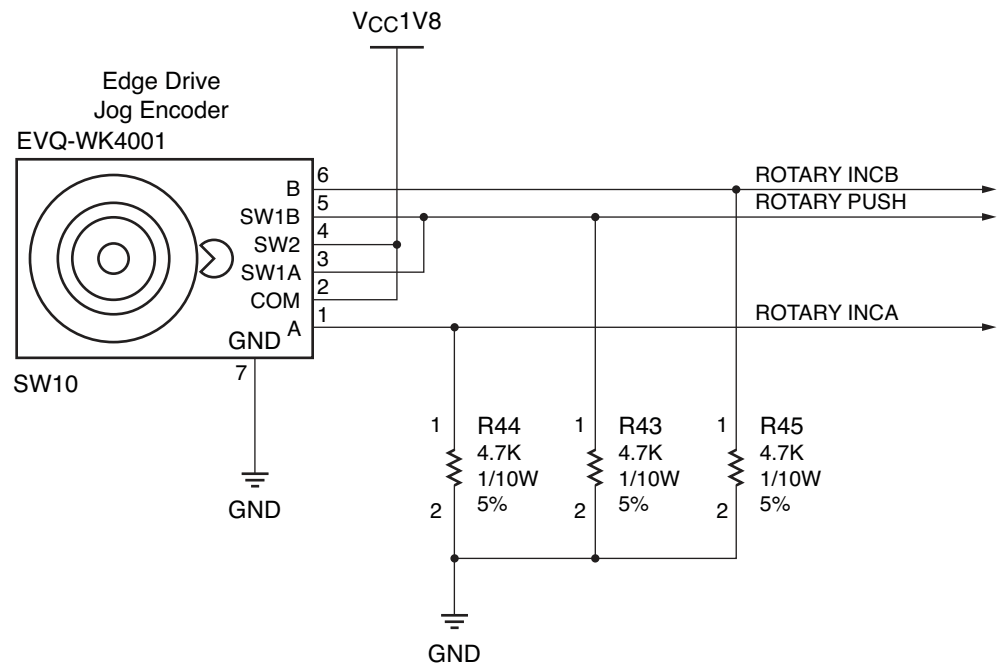 VCC1V8
Edge Drive
Jog Encoder
EVQ-WK4001
B
6
ROTARY INCB
SW1B
5
ROTARY PUSH
SW2
4
SW1A
3
COM
2
A
1
ROTARY INCA
GND
7
SW10
GND
1
R44
4.7K
1/10W
5%
2
1
R43
4.7K
1/10W
5%
2
1
R45
4.7K
1/10W
5%
2
GND